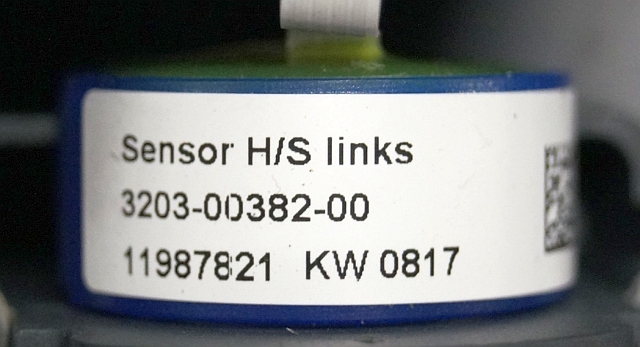 Sensor H/S links
3203-00382-00
11987821 KW 0817